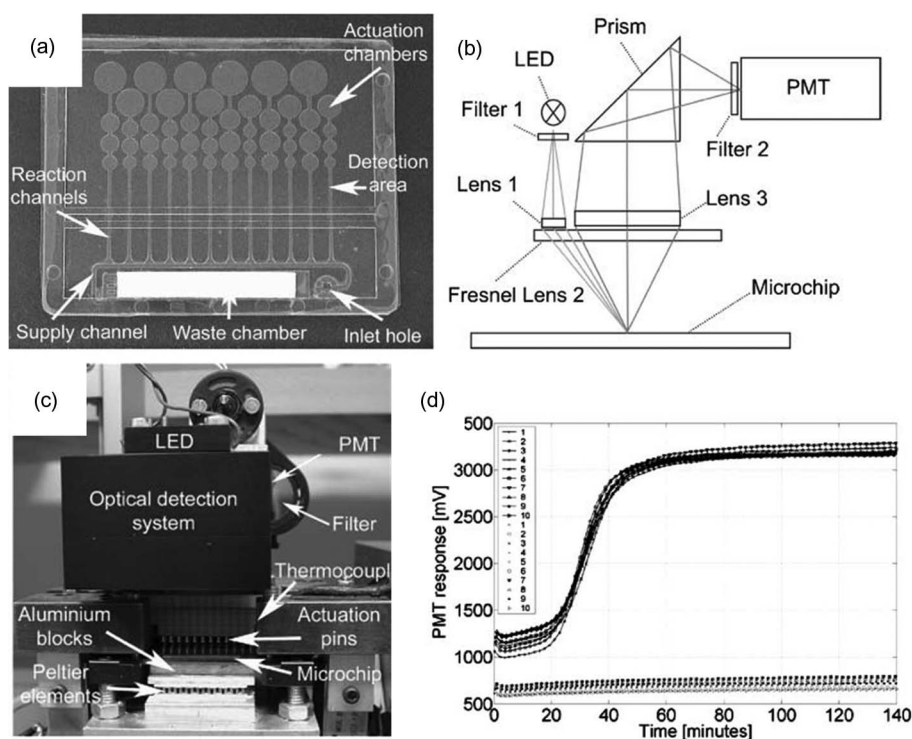 (a)
Actuation
chambers
Reaction
channels
Detection
area
Supply channel
Waste chamber
Inlet hole
(b)
Prism
LED
Filter 1
PMT
Filter 2
Lens 1
Lens 3
Fresnel Lens 2
Microchip
(c)
LED
PMT
Optical detection
system
Filter
Thermocoupl
Aluminium
blocks
Actuation
pins
Microchip
Peltier
elements
(d)
500
3000
2500
2000
1500
1000
500
PMT response [mV]
1
2
3
4
5
6
7
8
9
10
1
2
3
4
5
6
7
8
9
10
0
20
40
60
80
100
120
140
Time [minutes]